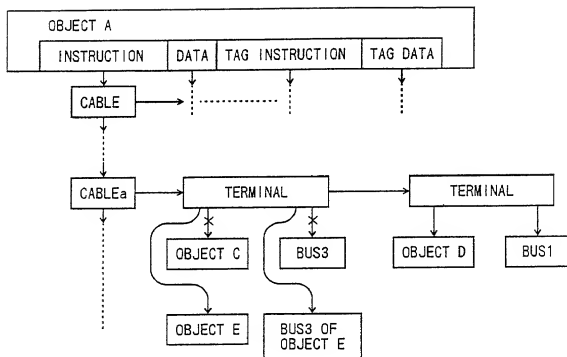 OBJECT A
INSTRUCTION DATA TAG INSTRUCTION TAG DATA
CABLE
CABLEa TERMINAL TERMINAL
OBJECT C BUS3 OBJECT D BUS1
OBJECT E BUS3 OF
OBJECT E